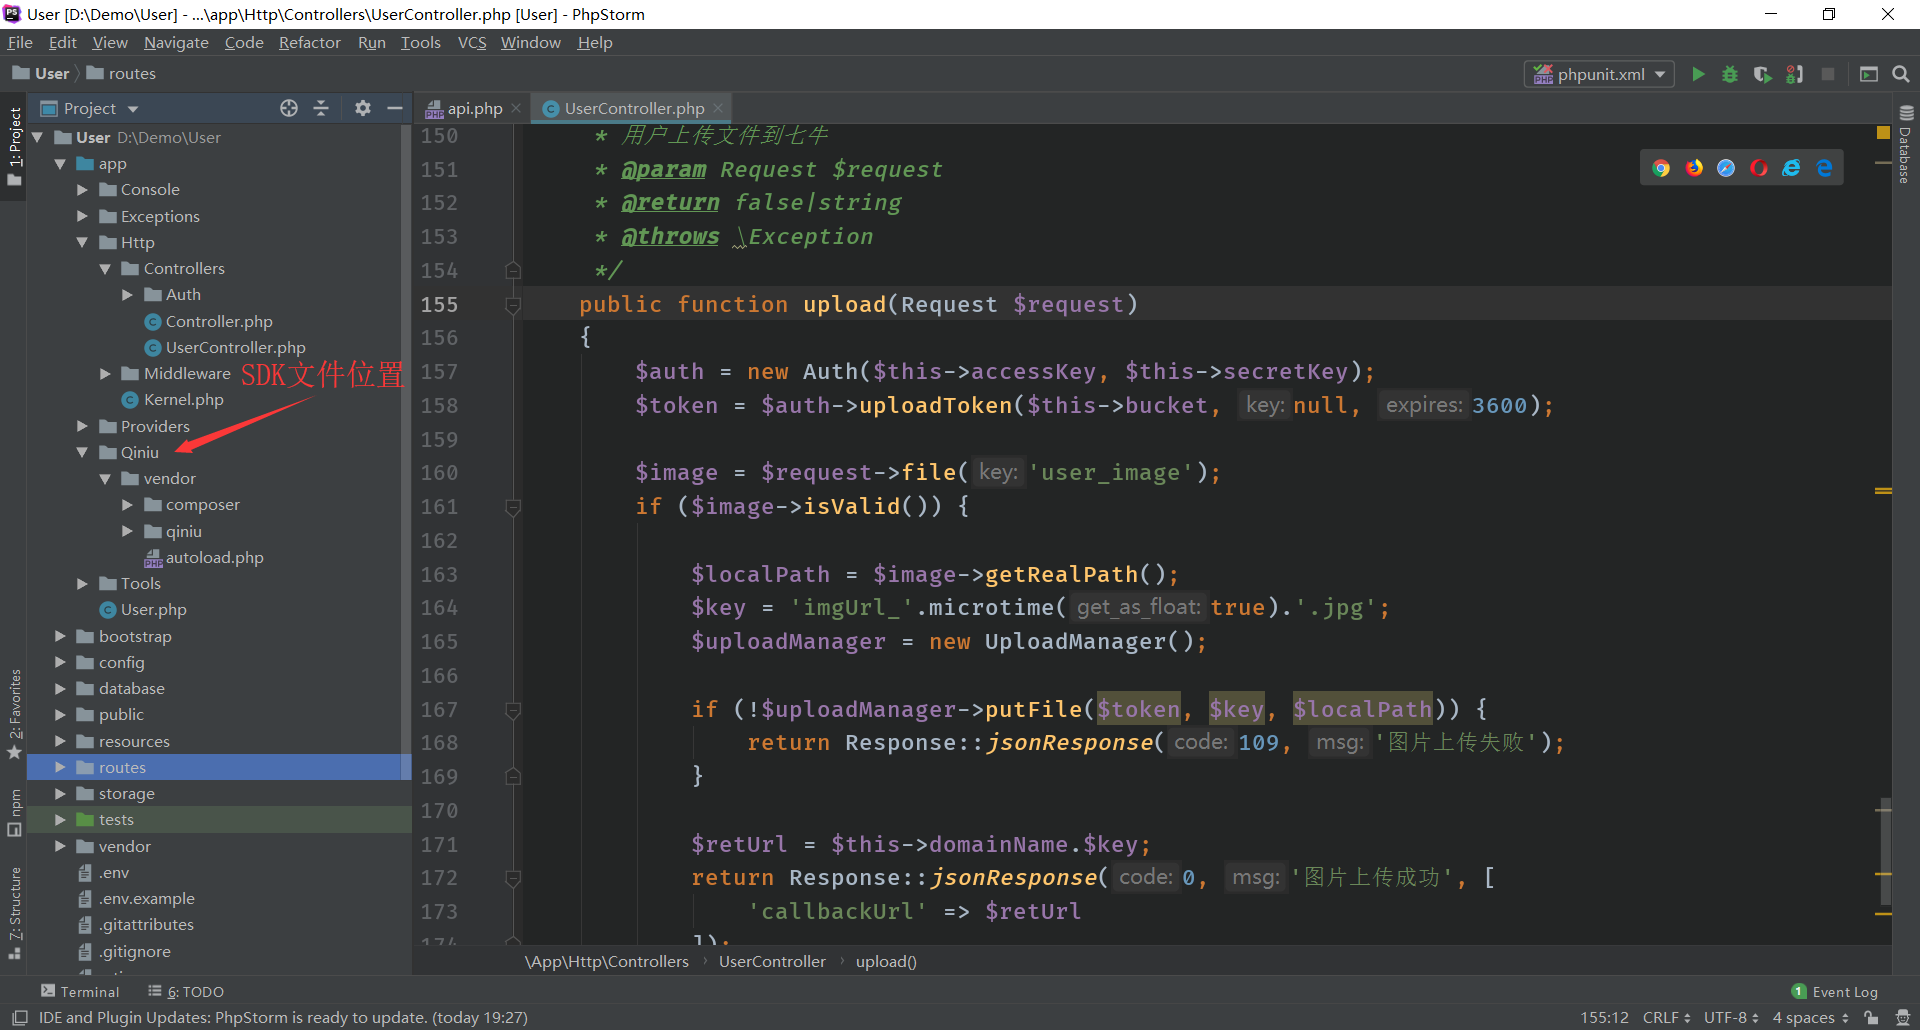 User [D:\Demo\User] - ...\app\Http\Controllers\UserController.php [User] - PhpStorm
File Edit View Navigate Code Refactor Run Tools VCS Window Help
User routes
phpunit.xml
Project
api.php UserController.php
1: Project
User D:\Demo\User
app
Console
Exceptions
Http
Controllers
Auth
Controller.php
UserController.php
Middleware
SDK文件位置
Kernel.php
Providers
Qiniu
vendor
composer
qiniu
autoload.php
Tools
User.php
bootstrap
config
database
public
resources
routes
storage
tests
vendor
.env
.env.example
.gitattributes
.gitignore
2: Favorites
npm
7: Structure
150 * 用户上传文件到七牛
151 * @param Request $request
152 * @return false|string
153 * @throws \Exception
154 */
155 public function upload(Request $request)
156 {
157 $auth = new Auth($this->accessKey, $this->secretKey);
158 $token = $auth->uploadToken($this->bucket, key: null, expires: 3600);
159
160 $image = $request->file( key: 'user_image');
161 if ($image->isValid()) {
162
163 $localPath = $image->getRealPath();
164 $key = 'imgUrl_'.microtime( get_as_float: true).'.jpg';
165 $uploadManager = new UploadManager();
166
167 if (!$uploadManager->putFile($token, $key, $localPath)) {
168 return Response::jsonResponse( code: 109, msg: '图片上传失败');
169 }
170
171 $retUrl = $this->domainName.$key;
172 return Response::jsonResponse( code: 0, msg: '图片上传成功', [
173 'callbackUrl' => $retUrl
174 ]);
Database
\App\Http\Controllers UserController upload()
Terminal 6: TODO
1 Event Log
IDE and Plugin Updates: PhpStorm is ready to update. (today 19:27)
155:12 CRLF UTF-8 4 spaces